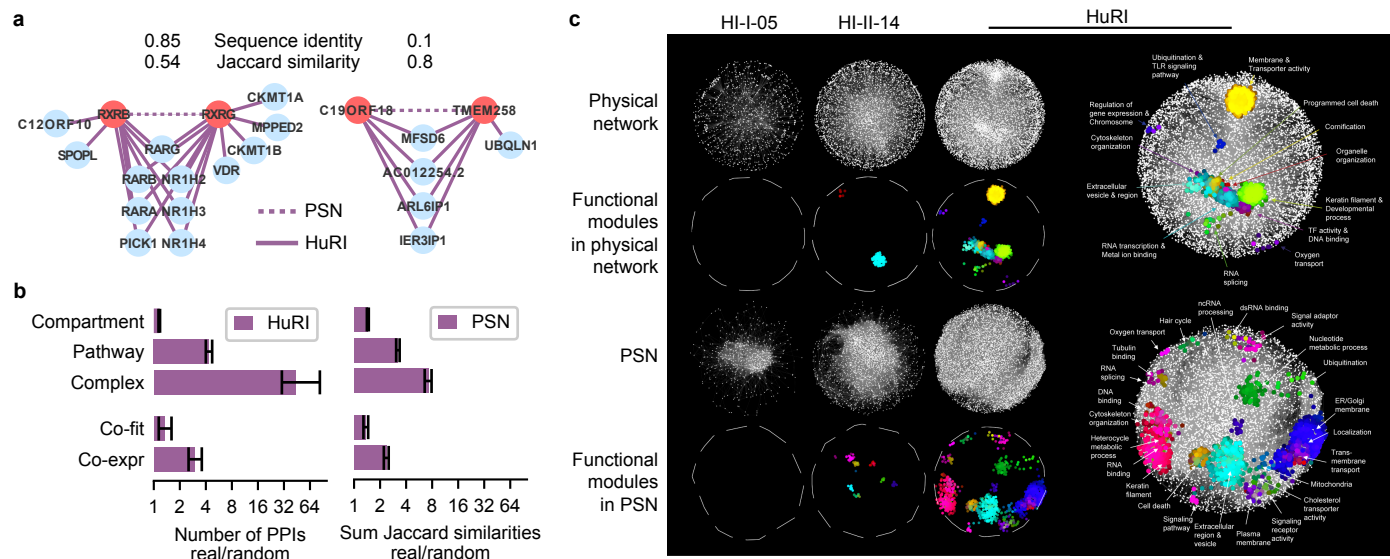 a
0.85 Sequence identity 0.1
0.54 Jaccard similarity 0.8
RXRB
RXRG
CKMT1A
C12ORF10
MPPED2
SPOPL
RARG
CKMT1B
VDR
RARB
NR1H2
RARA
NR1H3
PICK1
NR1H4
PSN
HuRI
C19ORF18
TMEM258
MFSD6
UBQLN1
AC012254.2
ARL6IP1
IER3IP1
b
Compartment
Pathway
Complex
Co-fit
Co-expr
HuRI
1 2 4 8 16 32 64
Number of PPIs
real/random
PSN
1 2 4 8 16 32 64
Sum Jaccard similarities
real/random
c
HI-I-05
HI-II-14
HuRI
Physical
network
Functional
modules
in physical
network
PSN
Functional
modules
in PSN
Ubiquitination &
TLR signaling
pathway
Membrane &
Transporter activity
Regulation of
gene expression &
Chromosome
Programmed cell death
Cytoskeleton
organization
Cornification
Organelle
organization
Extracellular
vesicle & region
Keratin filament &
Developmental
process
TF activity &
DNA binding
RNA transcription &
Metal ion binding
Oxygen
transport
RNA
splicing
ncRNA
processing
dsRNA binding
Hair cycle
Signal adaptor
activity
Oxygen transport
Nucleotide
metabolic process
Tubulin
binding
Ubiquitination
RNA
splicing
DNA
binding
ER/Golgi
membrane
Cytoskeleton
organization
Localization
Heterocycle
metabolic
process
Trans-
membrane
transport
RNA
binding
Mitochondria
Keratin
filament
Cholesterol
transporter
activity
Cell death
Signaling
pathway
Extracellular
region &
vesicle
Plasma
membrane
Signaling
receptor
activity